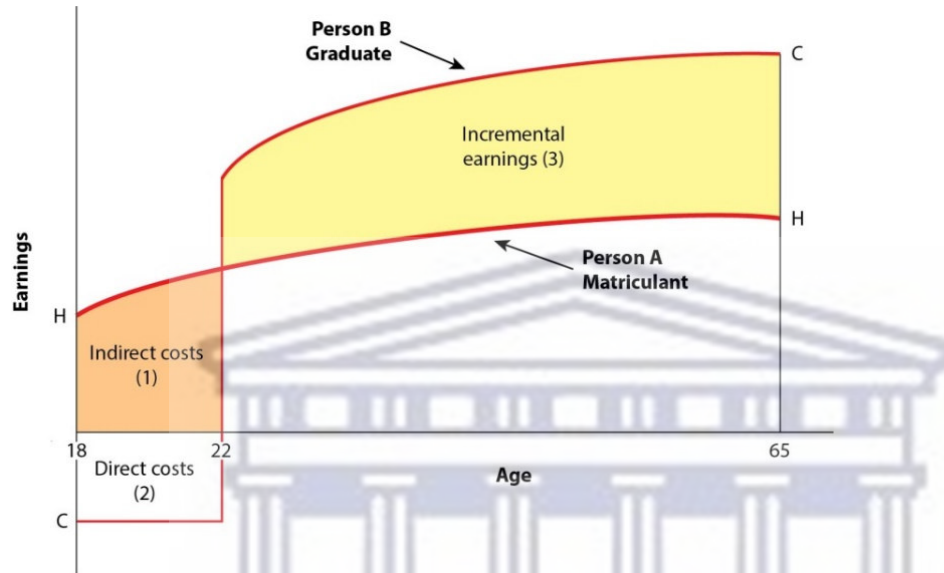 Person B
Graduate
C
Incremental
earnings (3)
H
Person A
Matriculant
Earnings
H
Indirect costs
(1)
18
22
65
Direct costs
(2)
Age
C